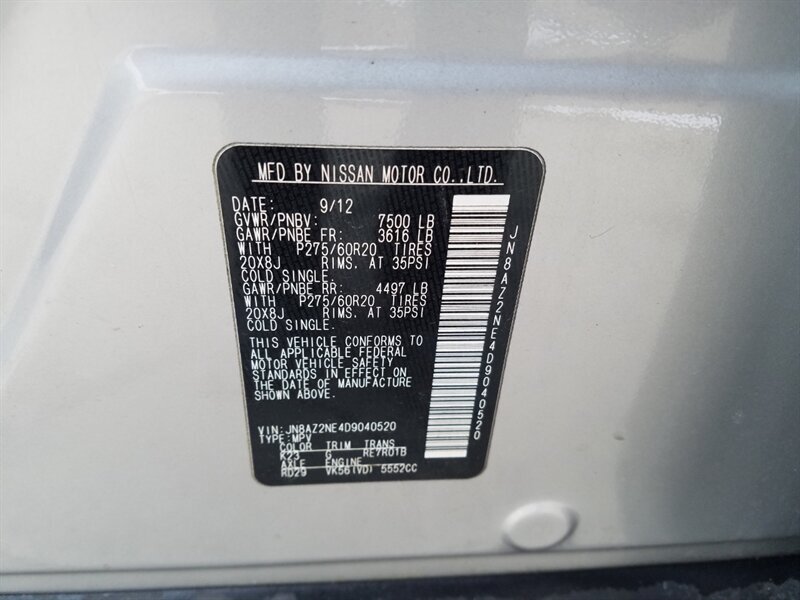 MFD BY NISSAN MOTOR CO.,LTD.
DATE: 9/12
GVWR/PNBV: 7500 LB
GAWR/PNBE FR: 3616 LB
WITH P275/60R20 TIRES
20X8J RIMS. AT 35PSI
COLD SINGLE.
GAWR/PNBE RR: 4497 LB
WITH P275/60R20 TIRES
20X8J RIMS. AT 35PSI
COLD SINGLE.
THIS VEHICLE CONFORMS TO
ALL APPLICABLE FEDERAL
MOTOR VEHICLE SAFETY
STANDARDS IN EFFECT ON
THE DATE OF MANUFACTURE
SHOWN ABOVE.
VIN:JN8AZ2NE4D9040520
TYPE:MPV
COLOR TRIM TRANS
K23 G RE7R01B
AXLE ENGINE
RD29 VK56(VD) 5552CC
JN8AZ2NE4D9040520